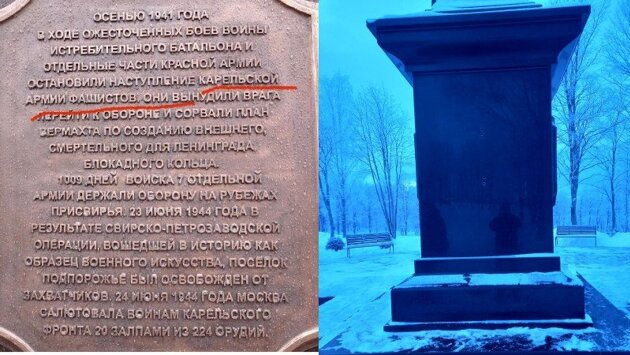 ОСЕНЬЮ 1941 ГОДА
В ХОДЕ ОЖЕСТОЧЕННЫХ БОЕВ ВОИНЫ
ИСТРЕБИТЕЛЬНОГО БАТАЛЬОНА И
ОТДЕЛЬНЫЕ ЧАСТИ КРАСНОЙ АРМИИ
ОСТАНОВИЛИ НАСТУПЛЕНИЕ КАРЕЛЬСКОЙ
АРМИИ ФАШИСТОВ. ОНИ ВЫНУДИЛИ ВРАГА
ПЕРЕЙТИ К ОБОРОНЕ И СОРВАЛИ ПЛАН
ВЕРМАХТА ПО СОЗДАНИЮ ВНЕШНЕГО,
СМЕРТЕЛЬНОГО ДЛЯ ЛЕНИНГРАДА
БЛОКАДНОГО КОЛЬЦА.
1009 ДНЕЙ ВОЙСКА 7 ОТДЕЛЬНОЙ
АРМИИ ДЕРЖАЛИ ОБОРОНУ НА РУБЕЖАХ
ПРИСВИРЬЯ. 23 ИЮНЯ 1944 ГОДА В
РЕЗУЛЬТАТЕ СВИРСКО-ПЕТРОЗАВОДСКОЙ
ОПЕРАЦИИ, ВОШЕДШЕЙ В ИСТОРИЮ КАК
ОБРАЗЕЦ ВОЕННОГО ИСКУССТВА, ПОСЁЛОК
ПОДПОРОЖЬЕ БЫЛ ОСВОБОЖДЕН ОТ
ЗАХВАТЧИКОВ. 24 ИЮНЯ 1944 ГОДА МОСКВА
САЛЮТОВАЛА ВОИНАМ КАРЕЛЬСКОГО
ФРОНТА 20 ЗАЛПАМИ ИЗ 224 ОРУДИЙ.